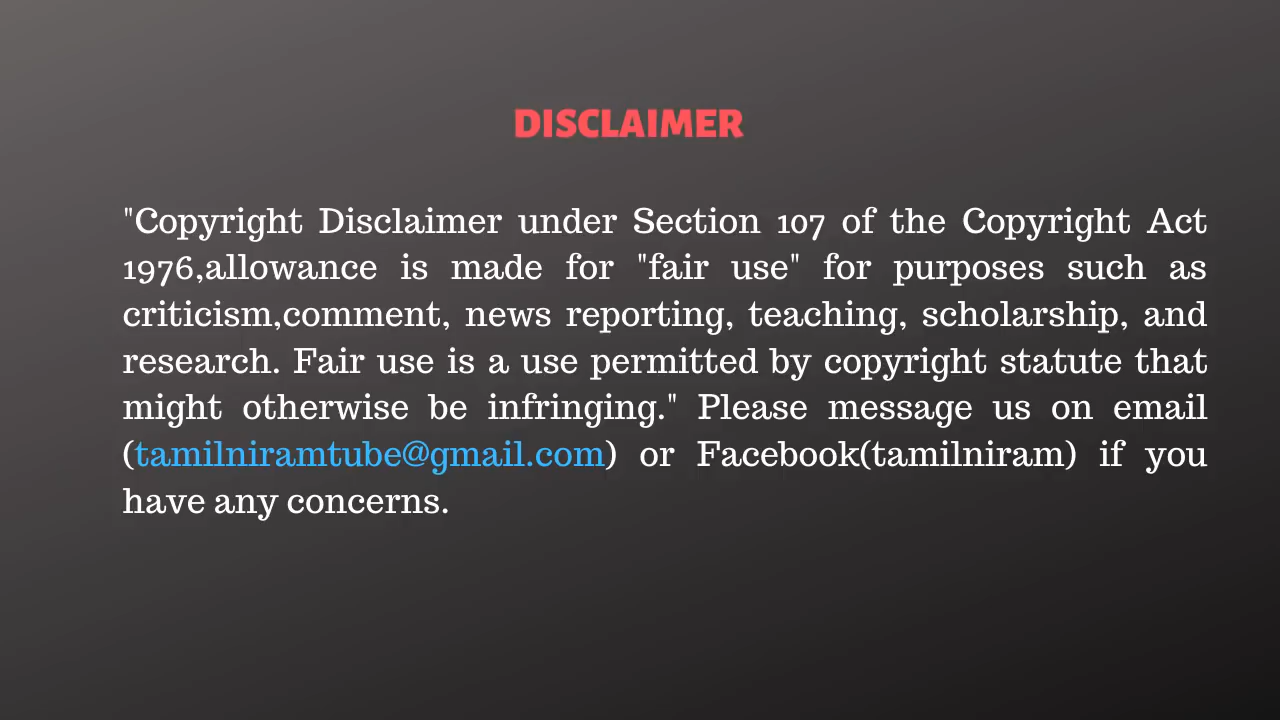 DISCLAIMER
"Copyright Disclaimer under Section 107 of the Copyright Act
1976,allowance is made for "fair use" for purposes such as
criticism,comment, news reporting, teaching, scholarship, and
research. Fair use is a use permitted by copyright statute that
might otherwise be infringing." Please message us on email
(tamilniramtube@gmail.com) or Facebook(tamilniram) if you
have any concerns.